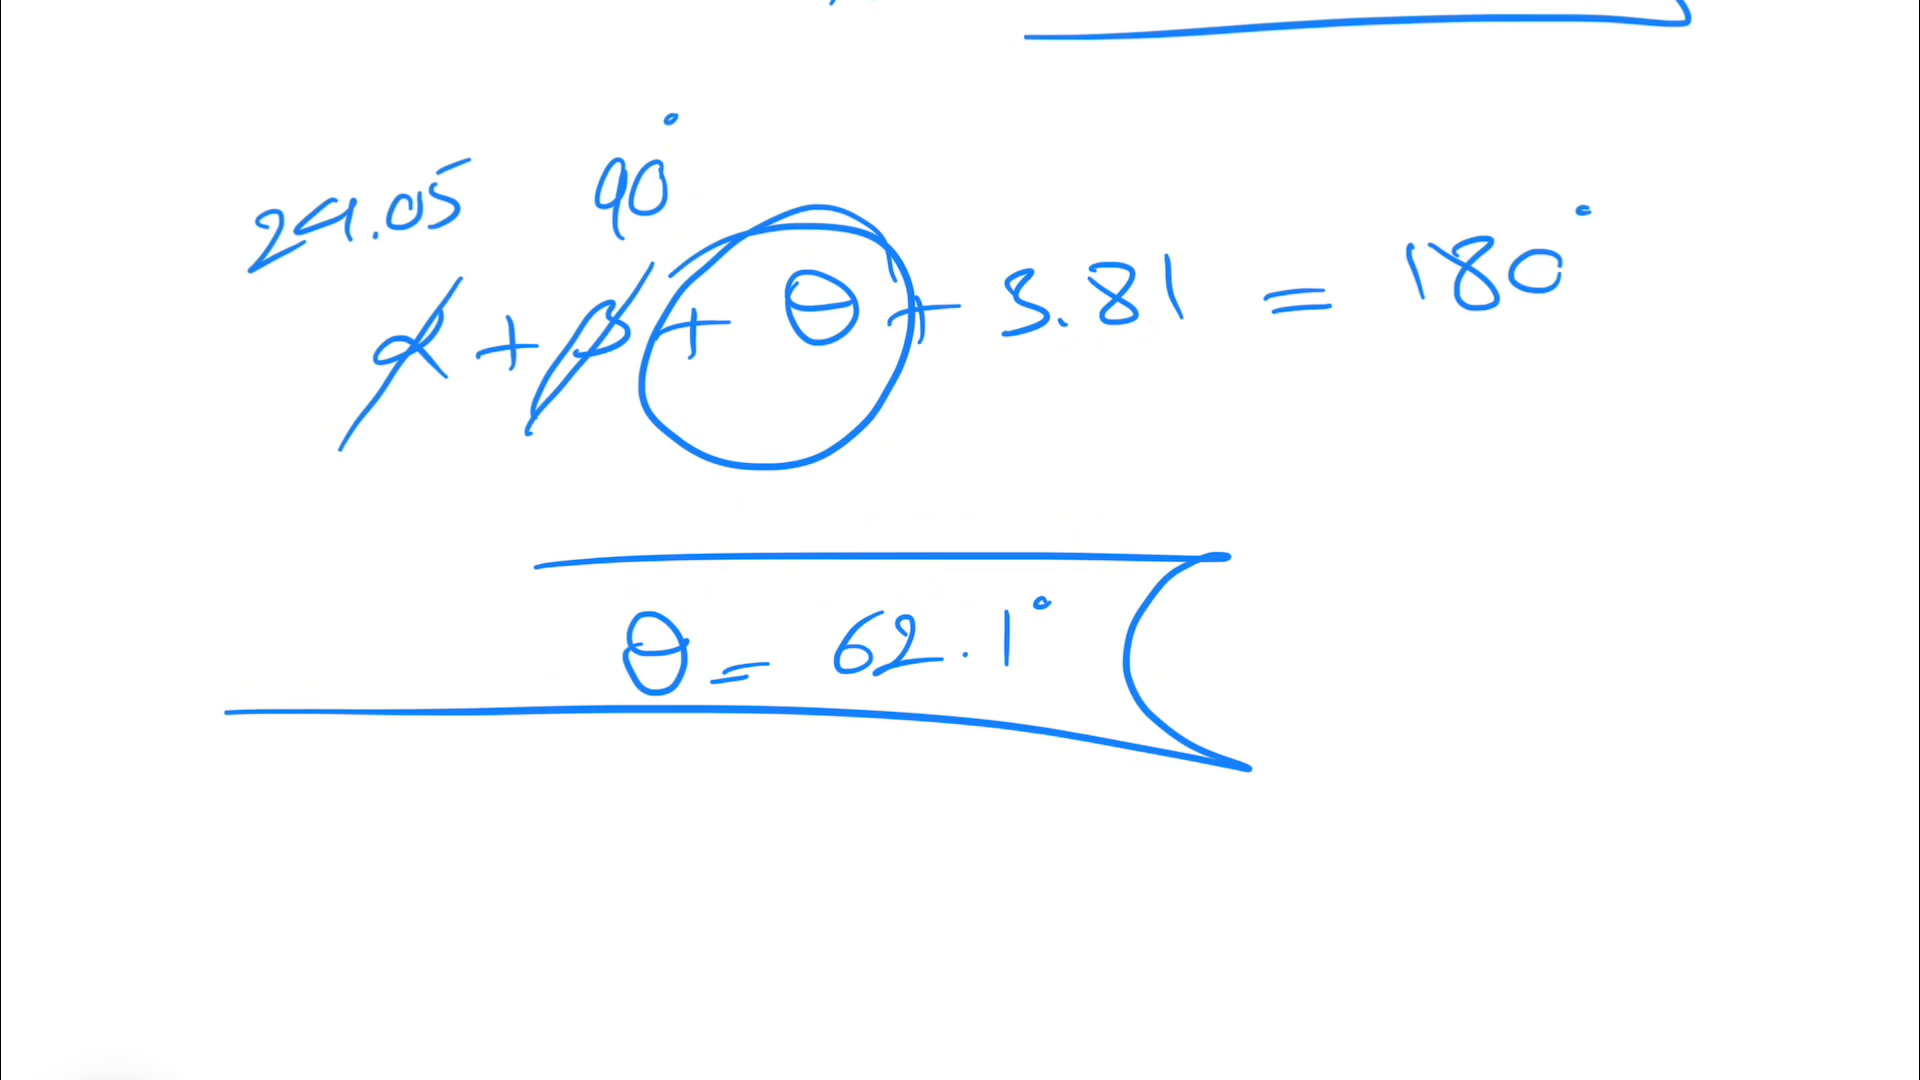 24.05 90°
α + β + θ + 3.81 = 180°
θ = 62.1°